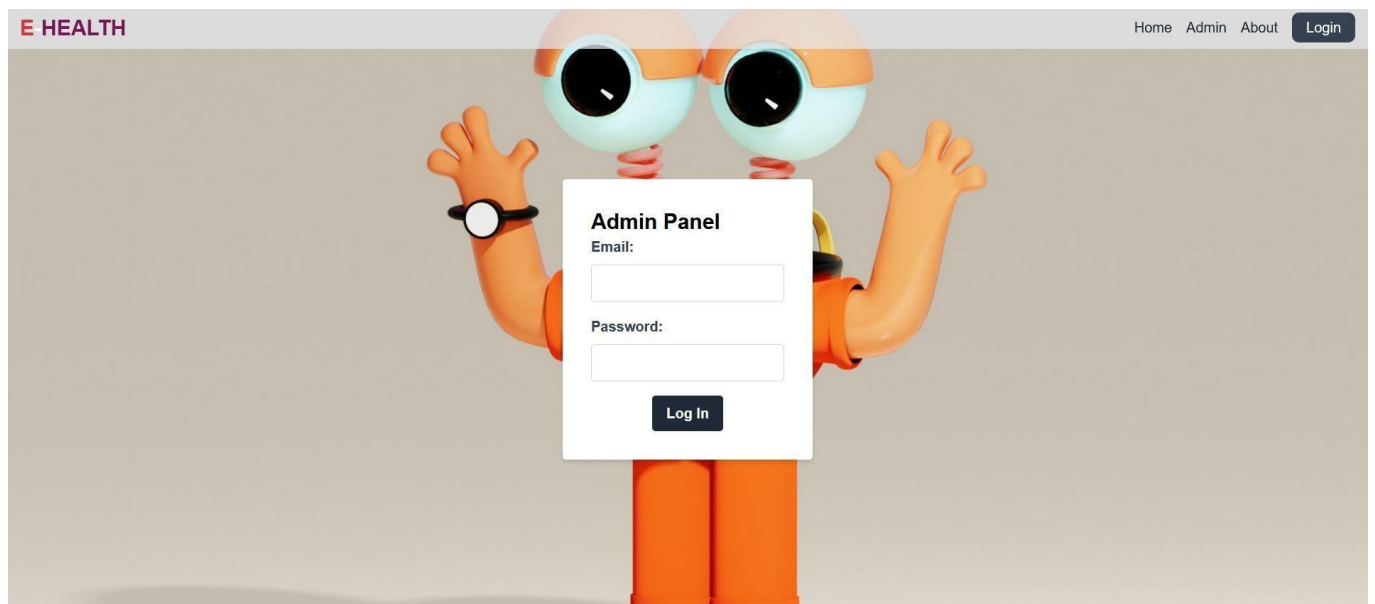 E-HEALTH
Home Admin About Login
Admin Panel
Email:
Password:
Log In